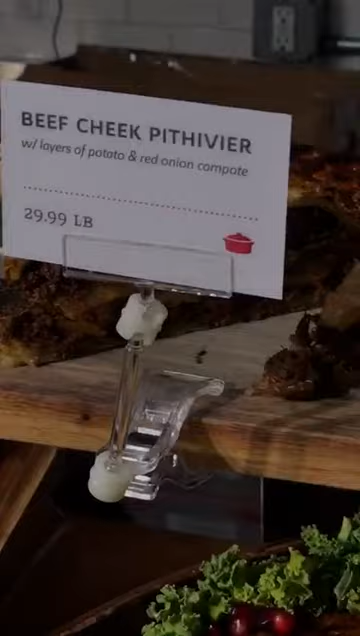 BEEF CHEEK PITHIVIER
w/ layers of potato & red onion compote
29.99 LB